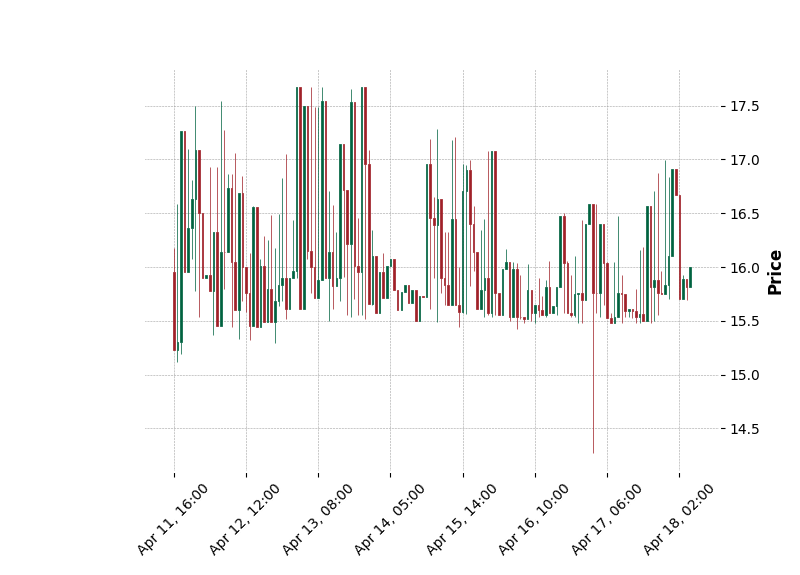 17.5
17.0
16.5
16.0
15.5
15.0
14.5
Price
Apr 11, 16:00
Apr 12, 12:00
Apr 13, 08:00
Apr 14, 05:00
Apr 15, 14:00
Apr 16, 10:00
Apr 17, 06:00
Apr 18, 02:00